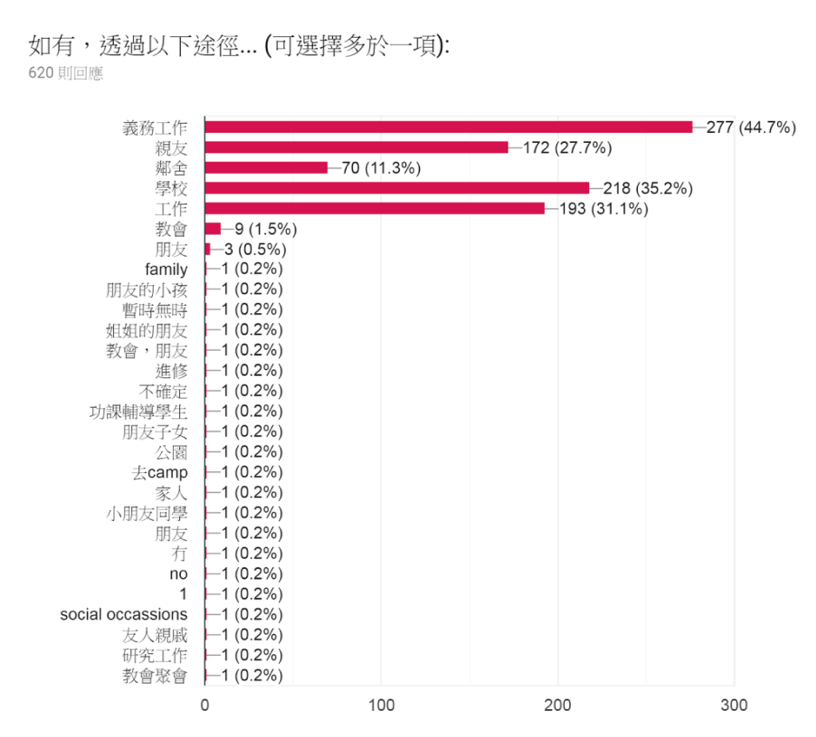 如有，透過以下途徑... (可選擇多於一項):
620 則回應
義務工作 277 (44.7%)
親友 172 (27.7%)
鄰舍 70 (11.3%)
學校 218 (35.2%)
工作 193 (31.1%)
教會 9 (1.5%)
朋友 3 (0.5%)
family 1 (0.2%)
朋友的小孩 1 (0.2%)
暫時無時 1 (0.2%)
姐姐的朋友 1 (0.2%)
教會，朋友 1 (0.2%)
進修 1 (0.2%)
不確定 1 (0.2%)
功課輔導學生 1 (0.2%)
朋友子女 1 (0.2%)
公園 1 (0.2%)
去camp 1 (0.2%)
家人 1 (0.2%)
小朋友同學 1 (0.2%)
朋友 1 (0.2%)
冇 1 (0.2%)
no 1 (0.2%)
1 1 (0.2%)
social occassions 1 (0.2%)
友人親戚 1 (0.2%)
研究工作 1 (0.2%)
教會聚會 1 (0.2%)
0 100 200 300